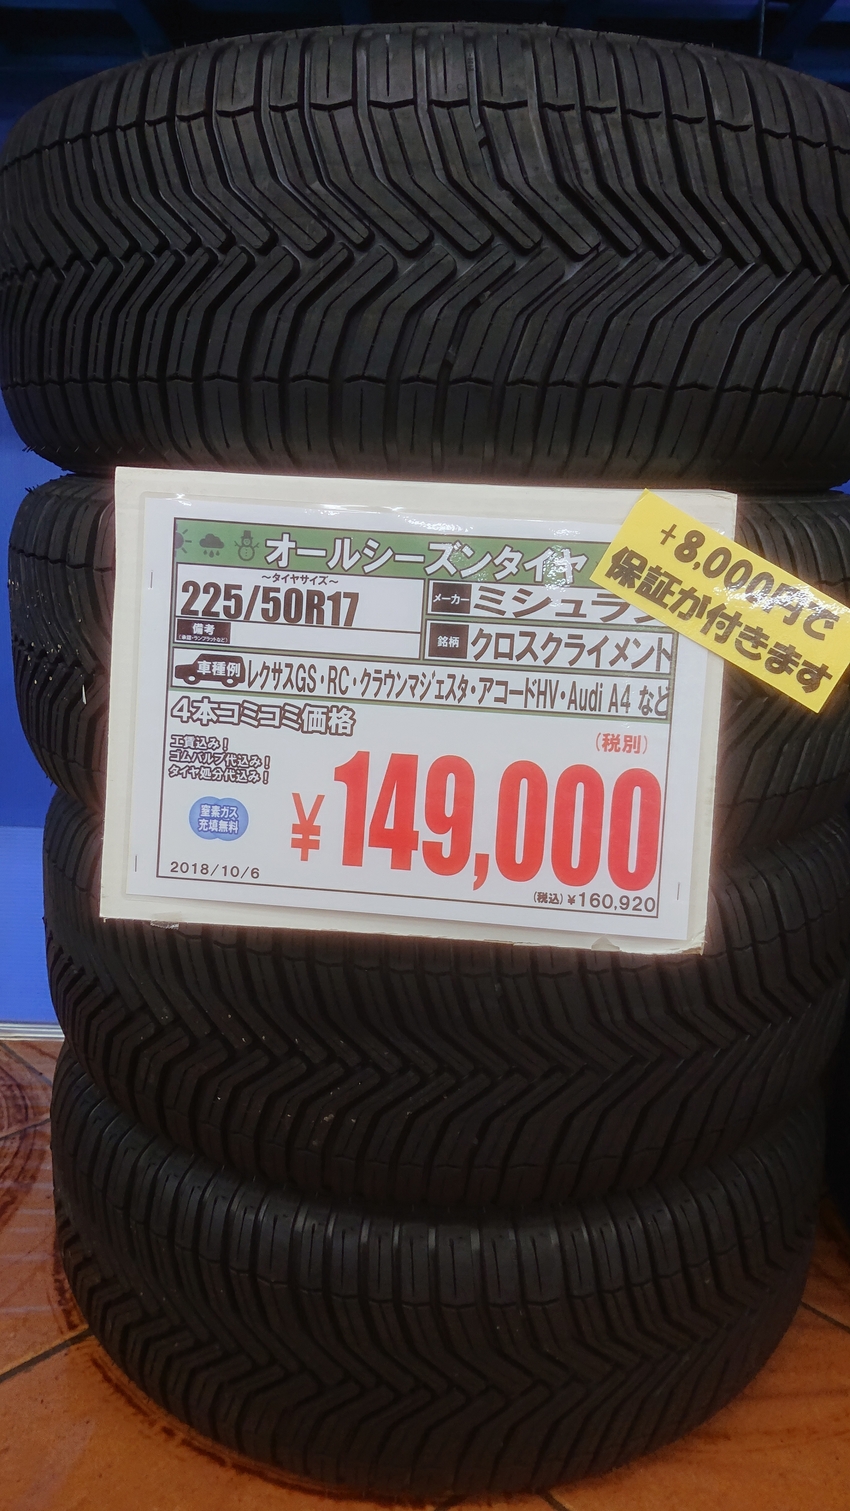 オールシーズンタイヤ
+8,000円で
保証が付きます
～タイヤサイズ～
225/50R17
メーカー ミシュラン
備考
銘柄 クロスクライメント
車種例 レクサスGS・RC・クラウンマジェスタ・アコードHV・Audi A4 など
4本コミコミ価格
工賃込み!
ゴムバルブ代込み!
タイヤ処分代込み!
(税別)
¥149,000
窒素ガス
充填無料
2018/10/6
(税込) ¥160,920